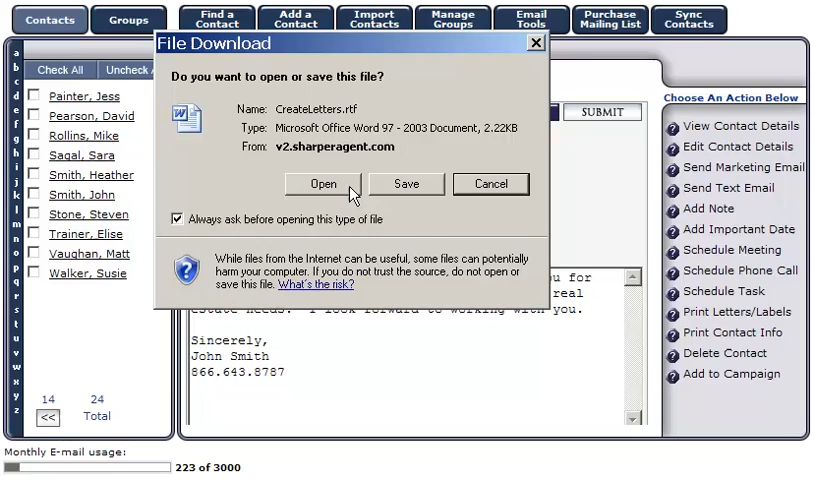 Contacts
Groups
Find a Contact
Add a Contact
Import Contacts
Manage Groups
Email Tools
Purchase Mailing List
Sync Contacts
File Download
Do you want to open or save this file?
Name: CreateLetters.rtf
Type: Microsoft Office Word 97 - 2003 Document, 2.22KB
From: v2.sharperagent.com
Open
Save
Cancel
Always ask before opening this type of file
While files from the Internet can be useful, some files can potentially
harm your computer. If you do not trust the source, do not open or
save this file. What's the risk?
a
b
c
d
e
f
g
h
i
j
k
l
m
n
o
p
q
r
s
t
u
v
w
x
y
z
Check All
Uncheck
Painter, Jess
Pearson, David
Rollins, Mike
Sagal, Sara
Smith, Heather
Smith, John
Stone, Steven
Trainer, Elise
Vaughan, Matt
Walker, Susie
14 24
<< Total
SUBMIT
you for
real
estate needs. I look forward to working with you.
Sincerely,
John Smith
866.643.8787
Choose An Action Below
View Contact Details
Edit Contact Details
Send Marketing Email
Send Text Email
Add Note
Add Important Date
Schedule Meeting
Schedule Phone Call
Schedule Task
Print Letters/Labels
Print Contact Info
Delete Contact
Add to Campaign
Monthly E-mail usage:
223 of 3000